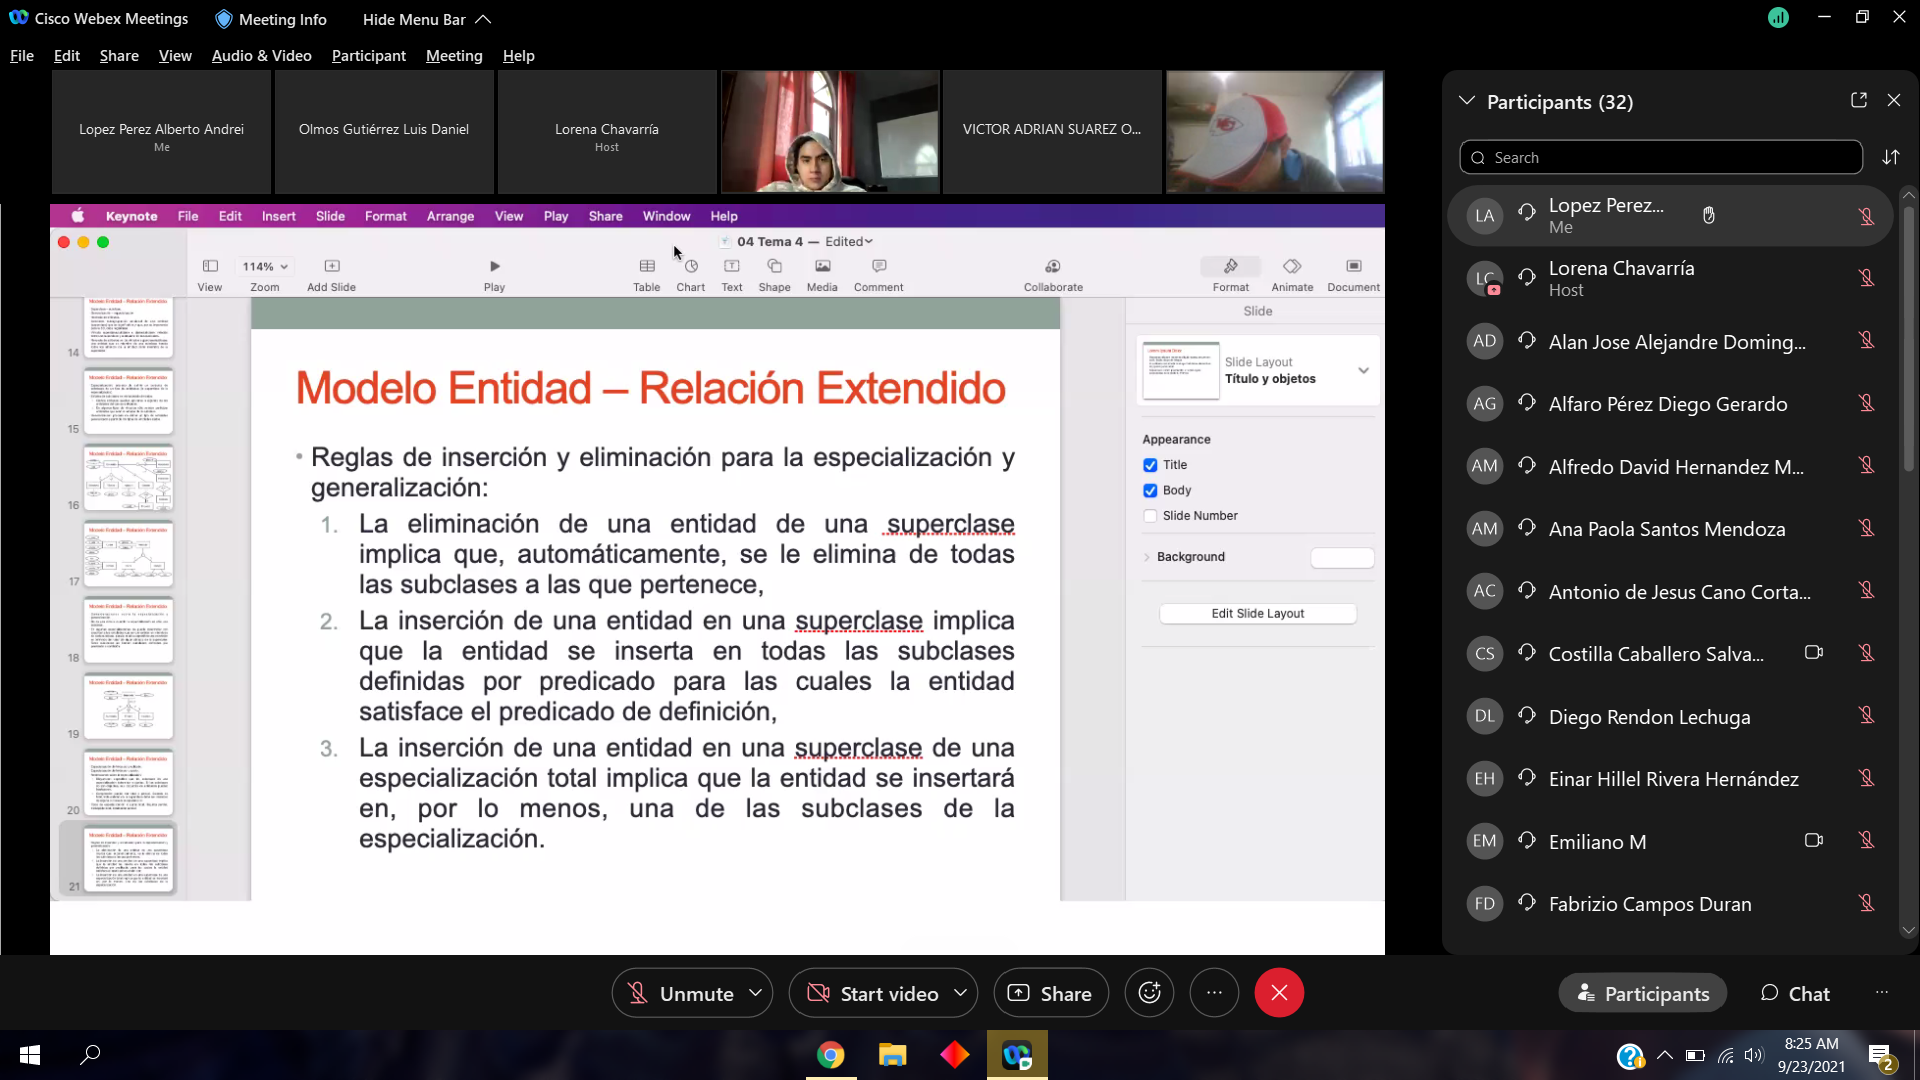 Cisco Webex Meetings Meeting Info Hide Menu Bar
File Edit Share View Audio & Video Participant Meeting Help
Lopez Perez Alberto Andrei
Me
Olmos Gutiérrez Luis Daniel
Lorena Chavarría
Host
VICTOR ADRIAN SUAREZ O...
Keynote File Edit Insert Slide Format Arrange View Play Share Window Help
04 Tema 4 — Edited
114%
View Zoom Add Slide Play Table Chart Text Shape Media Comment Collaborate Format Animate Document
14
15
16
17
18
19
20
21
Modelo Entidad – Relación Extendido
• Reglas de inserción y eliminación para la especialización y
generalización:
1. La eliminación de una entidad de una superclase
implica que, automáticamente, se le elimina de todas
las subclases a las que pertenece,
2. La inserción de una entidad en una superclase implica
que la entidad se inserta en todas las subclases
definidas por predicado para las cuales la entidad
satisface el predicado de definición,
3. La inserción de una entidad en una superclase de una
especialización total implica que la entidad se insertará
en, por lo menos, una de las subclases de la
especialización.
Slide
Slide Layout
Título y objetos
Appearance
Title
Body
Slide Number
Background
Edit Slide Layout
Participants (32)
Search
LA Lopez Perez...
Me
LC Lorena Chavarría
Host
AD Alan Jose Alejandre Doming...
AG Alfaro Pérez Diego Gerardo
AM Alfredo David Hernandez M...
AM Ana Paola Santos Mendoza
AC Antonio de Jesus Cano Corta...
CS Costilla Caballero Salva...
DL Diego Rendon Lechuga
EH Einar Hillel Rivera Hernández
EM Emiliano M
FD Fabrizio Campos Duran
Unmute Start video Share Participants Chat
8:25 AM
9/23/2021
2